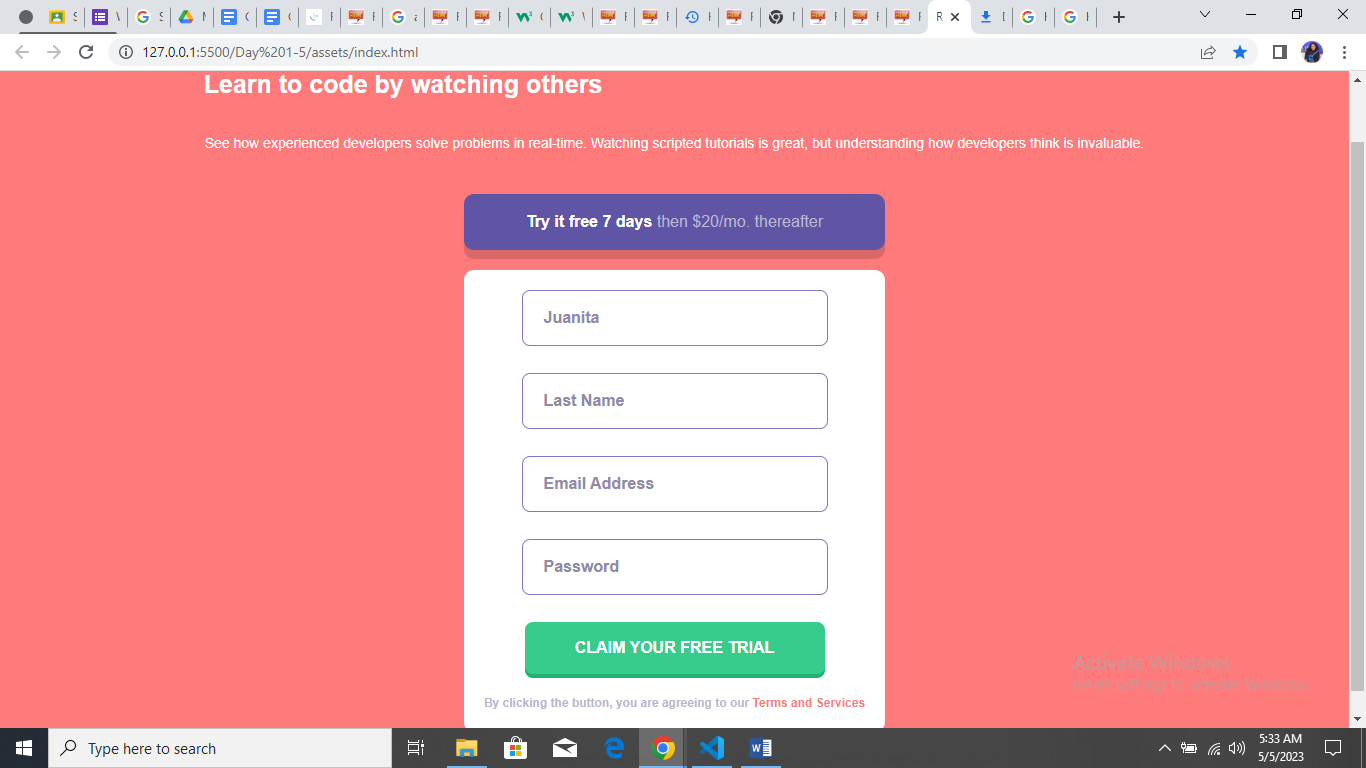 127.0.0.1:5500/Day%201-5/assets/index.html
Learn to code by watching others
See how experienced developers solve problems in real-time. Watching scripted tutorials is great, but understanding how developers think is invaluable.
Try it free 7 days then $20/mo. thereafter
Juanita
Last Name
Email Address
Password
CLAIM YOUR FREE TRIAL
By clicking the button, you are agreeing to our Terms and Services
Activate Windows
Go to Settings to activate Windows.
Type here to search
5:33 AM
5/5/2023